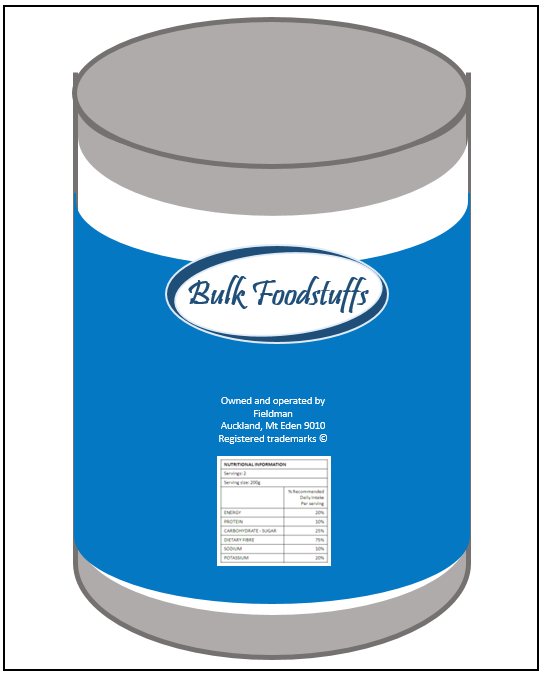 Bulk Foodstuffs
Owned and operated by
Fieldman
Auckland, Mt Eden 9010
Registered trademarks ©
NUTRITIONAL INFORMATION
Servings: 2
Serving size: 200g
% Recommended
Daily Intake
Per serving
ENERGY 20%
PROTEIN 10%
CARBOHYDRATE - SUGAR 25%
DIETARY FIBRE 75%
SODIUM 10%
POTASSIUM 20%